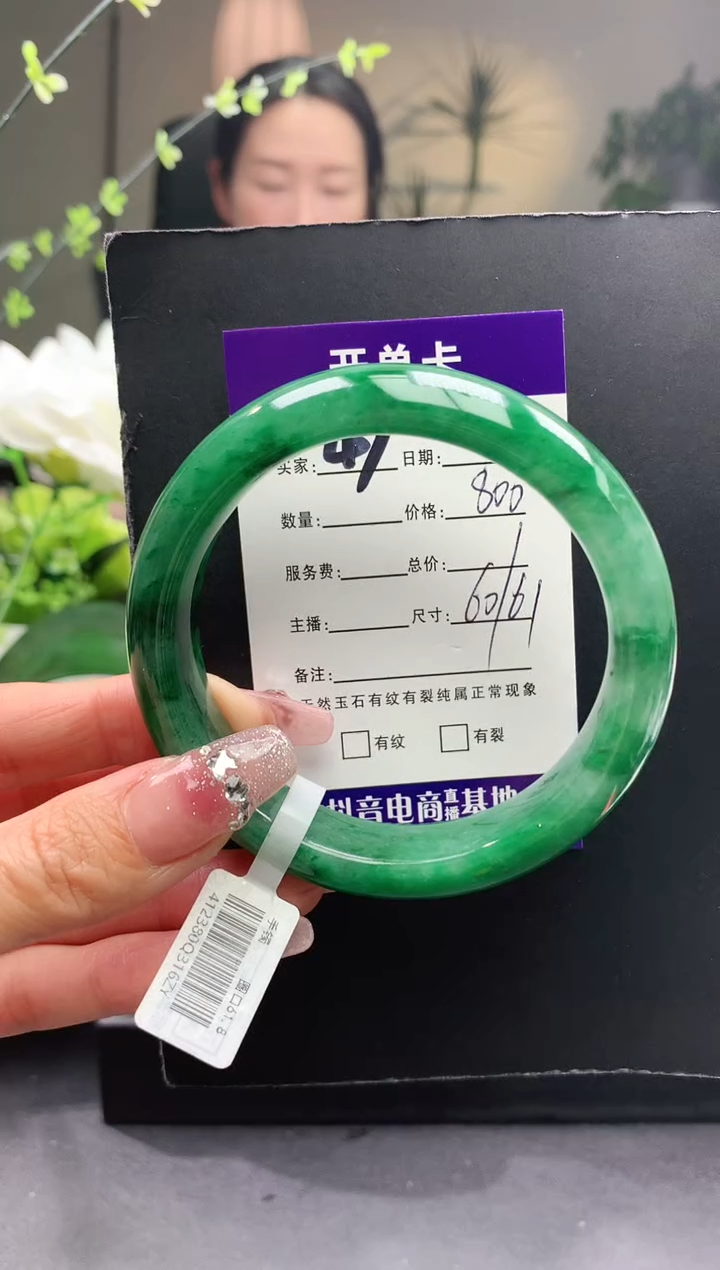 开单卡
买家: 41 日期:
数量: 价格: 800
服务费: 总价:
主播: 尺寸: 60/61
备注:
天然玉石有纹有裂纯属正常现象
有纹 有裂
抖音电商直播基地
手镯
圈口61.8
412380Q316ZY